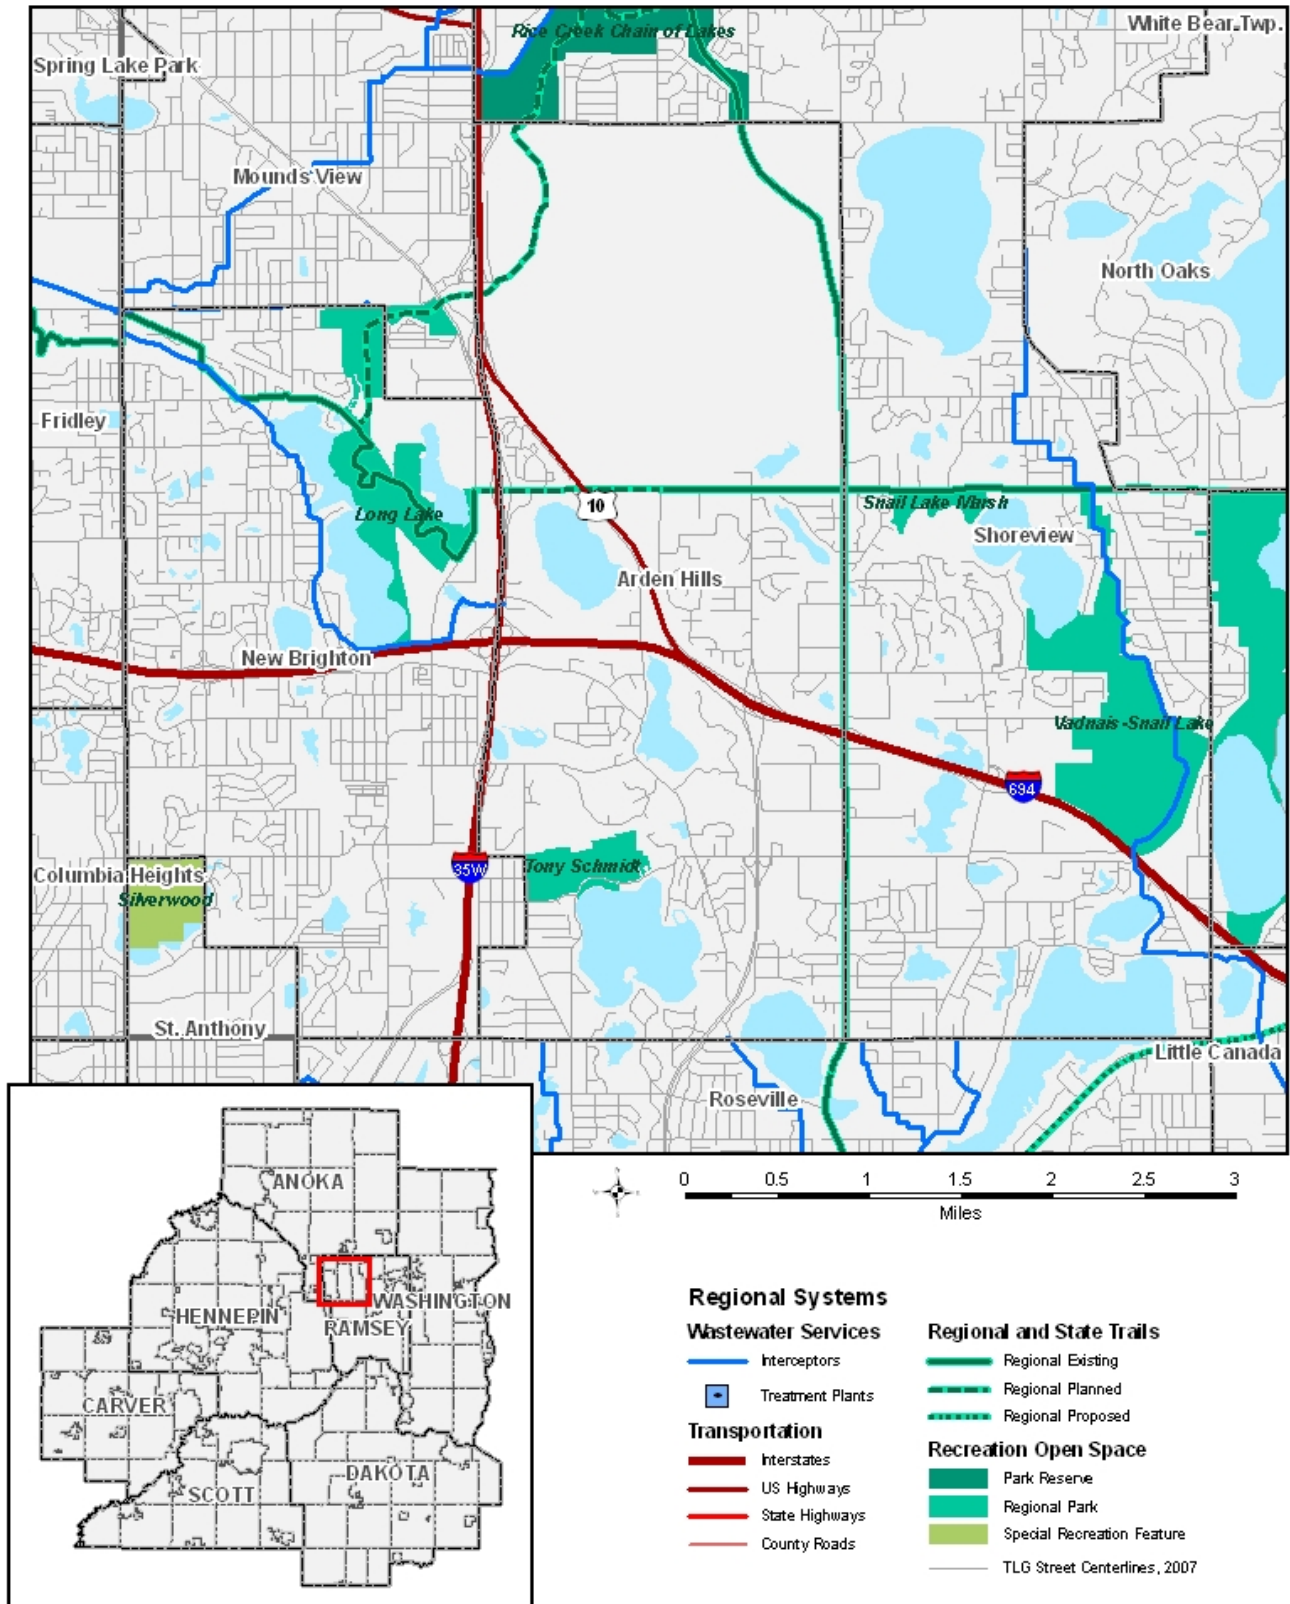 Rice Creek Chain of Lakes
White Bear Twp.
Spring Lake Park
Mounds View
North Oaks
Fridley
10
Snail Lake Marsh
Long Lake
Shoreview
Arden Hills
New Brighton
Vadnais-Snail Lake
694
35W
Tony Schmidt
Columbia Heights
Silverwood
St. Anthony
Little Canada
Roseville
ANOKA
HENNEPIN
WASHINGTON
RAMSEY
CARVER
DAKOTA
SCOTT
0 0.5 1 1.5 2 2.5 3
Miles
Regional Systems
Wastewater Services
Interceptors
Treatment Plants
Transportation
Interstates
US Highways
State Highways
County Roads
Regional and State Trails
Regional Existing
Regional Planned
Regional Proposed
Recreation Open Space
Park Reserve
Regional Park
Special Recreation Feature
TLG Street Centerlines, 2007